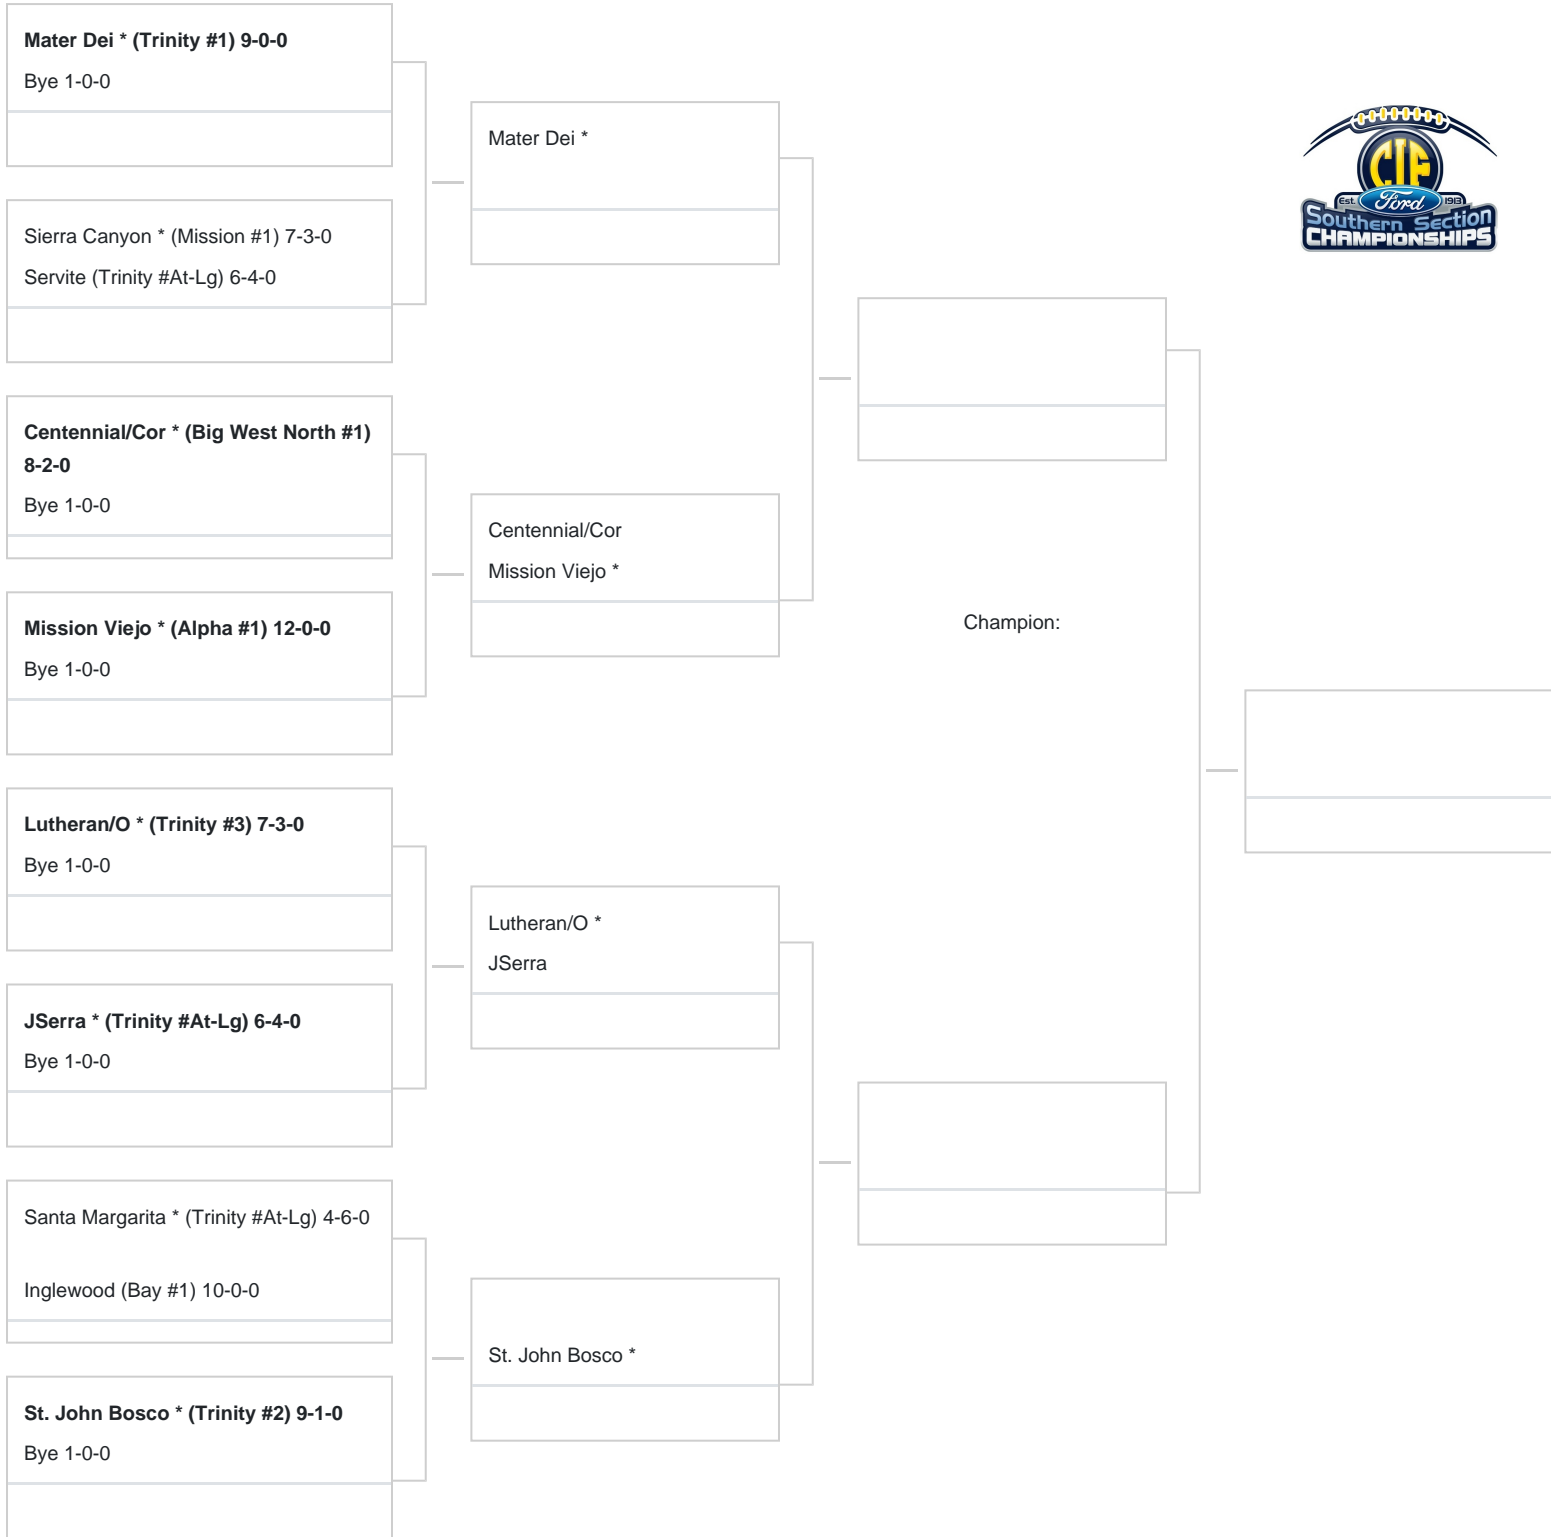 Mater Dei * (Trinity #1) 9-0-0
Bye 1-0-0
Sierra Canyon * (Mission #1) 7-3-0
Servite (Trinity #At-Lg) 6-4-0
Centennial/Cor * (Big West North #1)
8-2-0
Bye 1-0-0
Mission Viejo * (Alpha #1) 12-0-0
Bye 1-0-0
Lutheran/O * (Trinity #3) 7-3-0
Bye 1-0-0
JSerra * (Trinity #At-Lg) 6-4-0
Bye 1-0-0
Santa Margarita * (Trinity #At-Lg) 4-6-0
Inglewood (Bay #1) 10-0-0
St. John Bosco * (Trinity #2) 9-1-0
Bye 1-0-0
Mater Dei *
Centennial/Cor
Mission Viejo *
Lutheran/O *
JSerra
St. John Bosco *
Champion:
CIF
Est. Ford 1913
Southern Section
CHAMPIONSHIPS